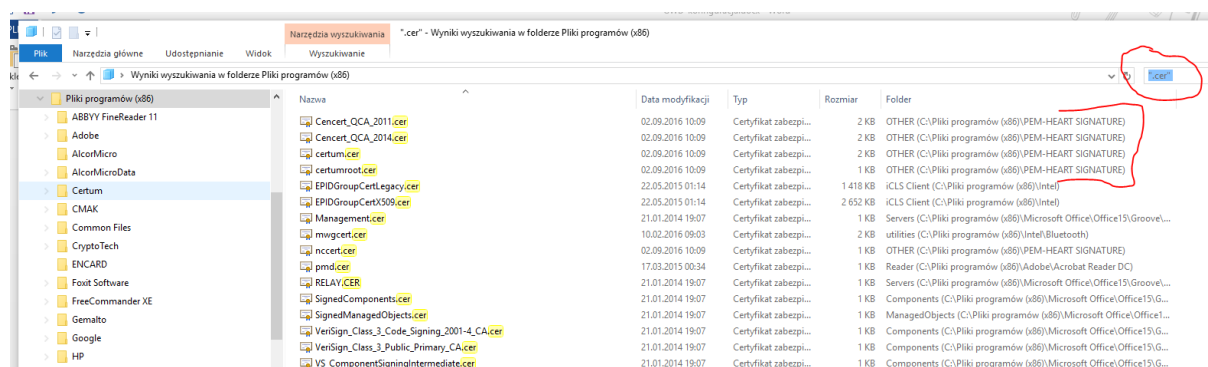 Narzędzia wyszukiwania ".cer" - Wyniki wyszukiwania w folderze Pliki programów (x86)
Plik Narzędzia główne Udostępnianie Widok Wyszukiwanie
Wyniki wyszukiwania w folderze Pliki programów (x86) ".cer"
Pliki programów (x86) Nazwa Data modyfikacji Typ Rozmiar Folder
ABBYY FineReader 11 Cencert_QCA_2011.cer 02.09.2016 10:09 Certyfikat zabezpi... 2 KB OTHER (C:\Pliki programów (x86)\PEM-HEART SIGNATURE)
Adobe Cencert_QCA_2014.cer 02.09.2016 10:09 Certyfikat zabezpi... 2 KB OTHER (C:\Pliki programów (x86)\PEM-HEART SIGNATURE)
AlcorMicro certum.cer 02.09.2016 10:09 Certyfikat zabezpi... 2 KB OTHER (C:\Pliki programów (x86)\PEM-HEART SIGNATURE)
AlcorMicroData certumroot.cer 02.09.2016 10:09 Certyfikat zabezpi... 1 KB OTHER (C:\Pliki programów (x86)\PEM-HEART SIGNATURE)
Certum EPIDGroupCertLegacy.cer 22.05.2015 01:14 Certyfikat zabezpi... 1 418 KB iCLS Client (C:\Pliki programów (x86)\Intel)
CMAK EPIDGroupCertX509.cer 22.05.2015 01:14 Certyfikat zabezpi... 2 652 KB iCLS Client (C:\Pliki programów (x86)\Intel)
Common Files Management.cer 21.01.2014 19:07 Certyfikat zabezpi... 1 KB Servers (C:\Pliki programów (x86)\Microsoft Office\Office15\Groove\...
CryptoTech mwgcert.cer 10.02.2016 09:03 Certyfikat zabezpi... 2 KB utilities (C:\Pliki programów (x86)\Intel\Bluetooth)
ENCARD nccert.cer 02.09.2016 10:09 Certyfikat zabezpi... 1 KB OTHER (C:\Pliki programów (x86)\PEM-HEART SIGNATURE)
Foxit Software pmd.cer 17.03.2015 00:34 Certyfikat zabezpi... 1 KB Reader (C:\Pliki programów (x86)\Adobe\Acrobat Reader DC)
FreeCommander XE RELAY.CER 21.01.2014 19:07 Certyfikat zabezpi... 1 KB Servers (C:\Pliki programów (x86)\Microsoft Office\Office15\Groove\...
Gemalto SignedComponents.cer 21.01.2014 19:07 Certyfikat zabezpi... 1 KB Components (C:\Pliki programów (x86)\Microsoft Office\Office15\G...
Google SignedManagedObjects.cer 21.01.2014 19:07 Certyfikat zabezpi... 1 KB ManagedObjects (C:\Pliki programów (x86)\Microsoft Office\Office1...
HP VeriSign_Class_3_Code_Signing_2001-4_CA.cer 21.01.2014 19:07 Certyfikat zabezpi... 1 KB Components (C:\Pliki programów (x86)\Microsoft Office\Office15\G...
VeriSign_Class_3_Public_Primary_CA.cer 21.01.2014 19:07 Certyfikat zabezpi... 1 KB Components (C:\Pliki programów (x86)\Microsoft Office\Office15\G...
VS_ComponentSigningIntermediate.cer 21.01.2014 19:07 Certyfikat zabezpi... 1 KB Components (C:\Pliki programów (x86)\Microsoft Office\Office15\G...